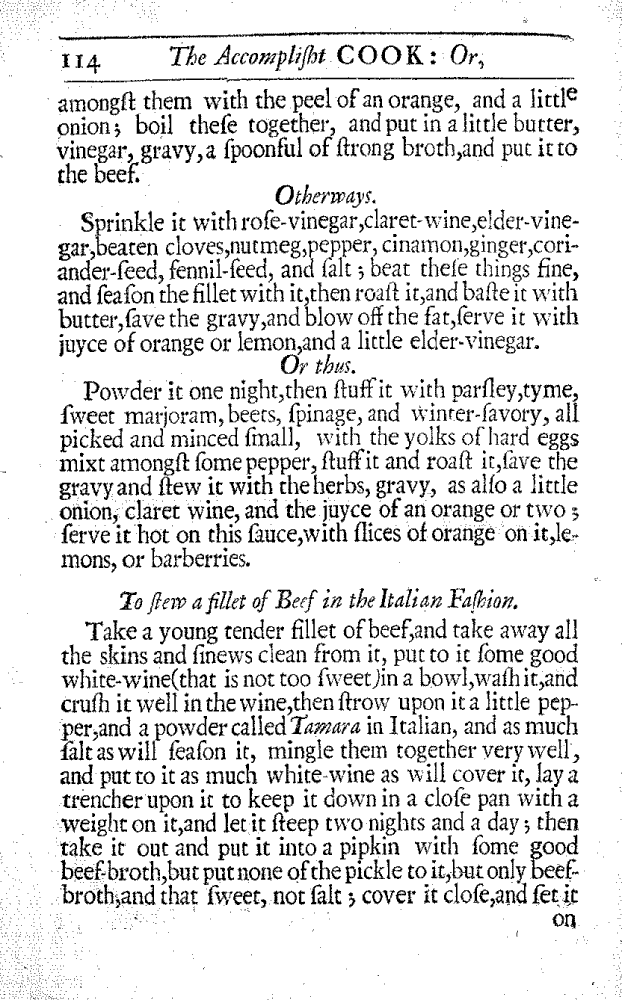 114 The Accompliſht COOK: Or,
amongſt them with the peel of an orange, and a little
onion; boil theſe together, and put in a little butter,
vinegar, gravy, a ſpoonful of ſtrong broth, and put it to
the beef.
Otherways.
Sprinkle it with roſe-vinegar, claret-wine, elder-vine-
gar, beaten cloves, nutmeg, pepper, cinamon, ginger, cori-
ander-ſeed, fennil-ſeed, and ſalt; beat theſe things fine,
and ſeaſon the fillet with it, then roaſt it, and baſte it with
butter, ſave the gravy, and blow off the fat, ſerve it with
juyce of orange or lemon, and a little elder-vinegar.
Or thus.
Powder it one night, then ſtuff it with parſley, tyme,
ſweet marjoram, beets, ſpinage, and winter-ſavory, all
picked and minced ſmall, with the yolks of hard eggs
mixt amongſt ſome pepper, ſtuff it and roaſt it, ſave the
gravy and ſtew it with the herbs, gravy, as alſo a little
onion, claret wine, and the juyce of an orange or two;
ſerve it hot on this ſauce, with ſlices of orange on it, le-
mons, or barberries.
To ſtew a fillet of Beef in the Italian Faſhion.
Take a young tender fillet of beef, and take away all
the skins and ſinews clean from it, put to it ſome good
white-wine (that is not too ſweet) in a bowl, waſh it, and
cruſh it well in the wine, then ſtrow upon it a little pep-
per, and a powder called Tamara in Italian, and as much
ſalt as will ſeaſon it, mingle them together very well,
and put to it as much white-wine as will cover it, lay a
trencher upon it to keep it down in a cloſe pan with a
weight on it, and let it ſteep two nights and a day; then
take it out and put it into a pipkin with ſome good
beef-broth, but put none of the pickle to it, but only beef-
broth, and that ſweet, not ſalt; cover it cloſe, and ſet it
on